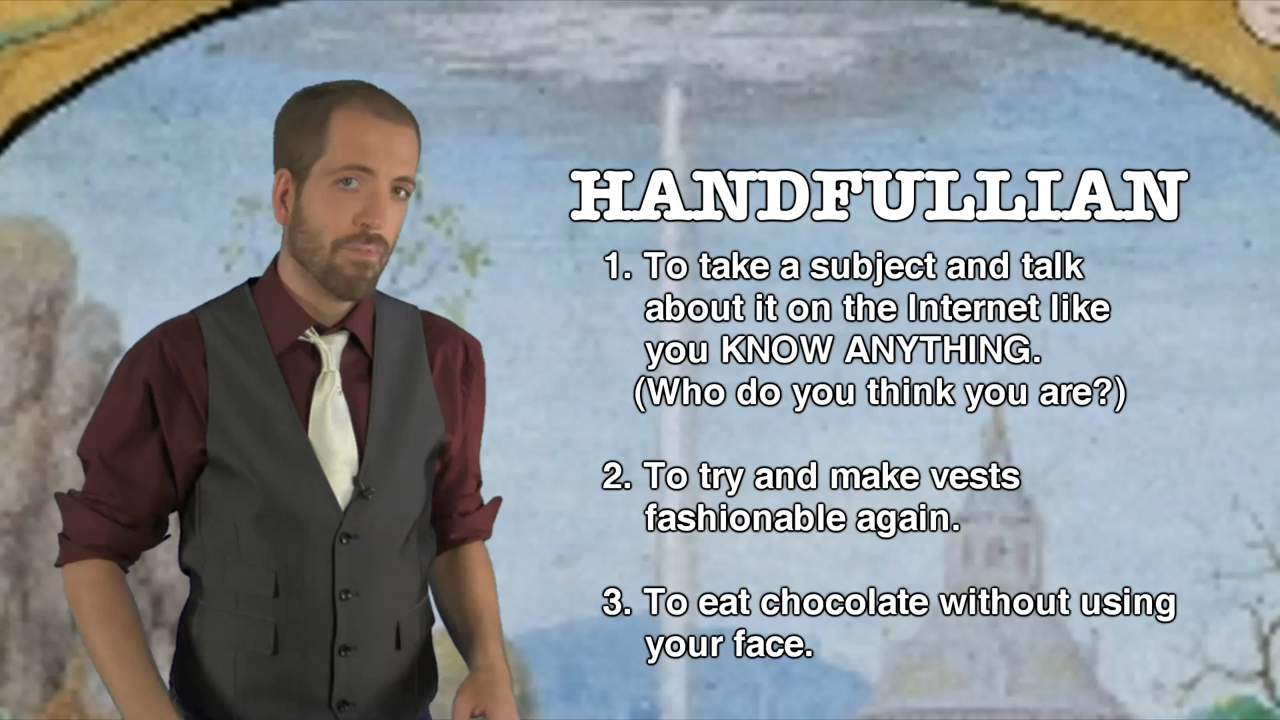 HANDFULLIAN
1. To take a subject and talk
about it on the Internet like
you KNOW ANYTHING.
(Who do you think you are?)
2. To try and make vests
fashionable again.
3. To eat chocolate without using
your face.